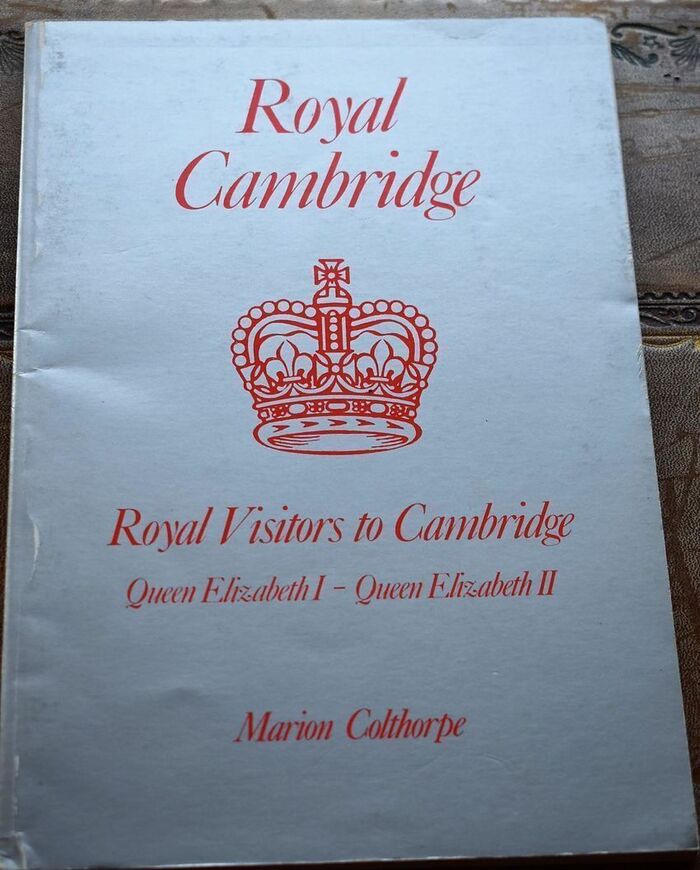 Royal
Cambridge
Royal Visitors to Cambridge
Queen Elizabeth I – Queen Elizabeth II
Marion Colthorpe